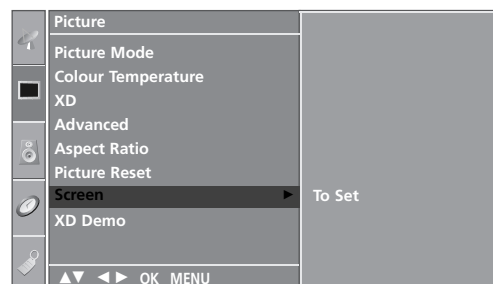 Picture
Picture Mode
Colour Temperature
XD
Advanced
Aspect Ratio
Picture Reset
Screen ► To Set
XD Demo
▲▼ ◄► OK MENU